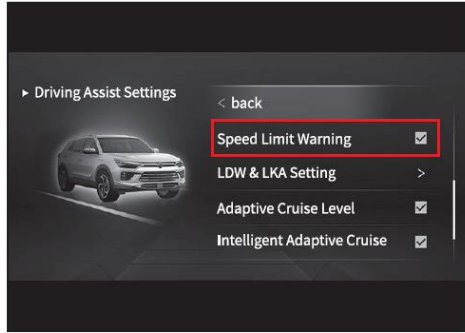 ▸ Driving Assist Settings
< back
Speed Limit Warning
LDW & LKA Setting >
Adaptive Cruise Level
Intelligent Adaptive Cruise